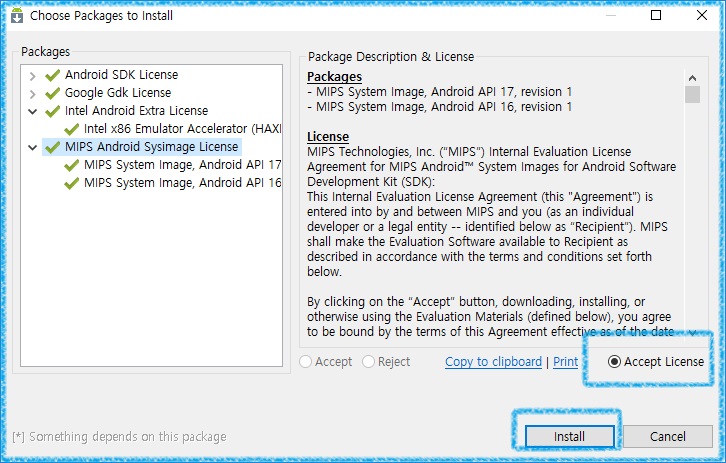 Choose Packages to Install
Packages
Android SDK License
Google Gdk License
Intel Android Extra License
Intel x86 Emulator Accelerator (HAXI
MIPS Android Sysimage License
MIPS System Image, Android API 17
MIPS System Image, Android API 16
Package Description & License
Packages
- MIPS System Image, Android API 17, revision 1
- MIPS System Image, Android API 16, revision 1
License
MIPS Technologies, Inc. (“MIPS”) Internal Evaluation License
Agreement for MIPS Android™ System Images for Android Software
Development Kit (SDK):
This Internal Evaluation License Agreement (this "Agreement") is
entered into by and between MIPS and you (as an individual
developer or a legal entity -- identified below as “Recipient”). MIPS
shall make the Evaluation Software available to Recipient as
described in accordance with the terms and conditions set forth
below.
By clicking on the “Accept” button, downloading, installing, or
otherwise using the Evaluation Materials (defined below), you agree
to be bound by the terms of this Agreement effective as of the date
Accept Reject Copy to clipboard | Print Accept License
[*] Something depends on this package
Install Cancel